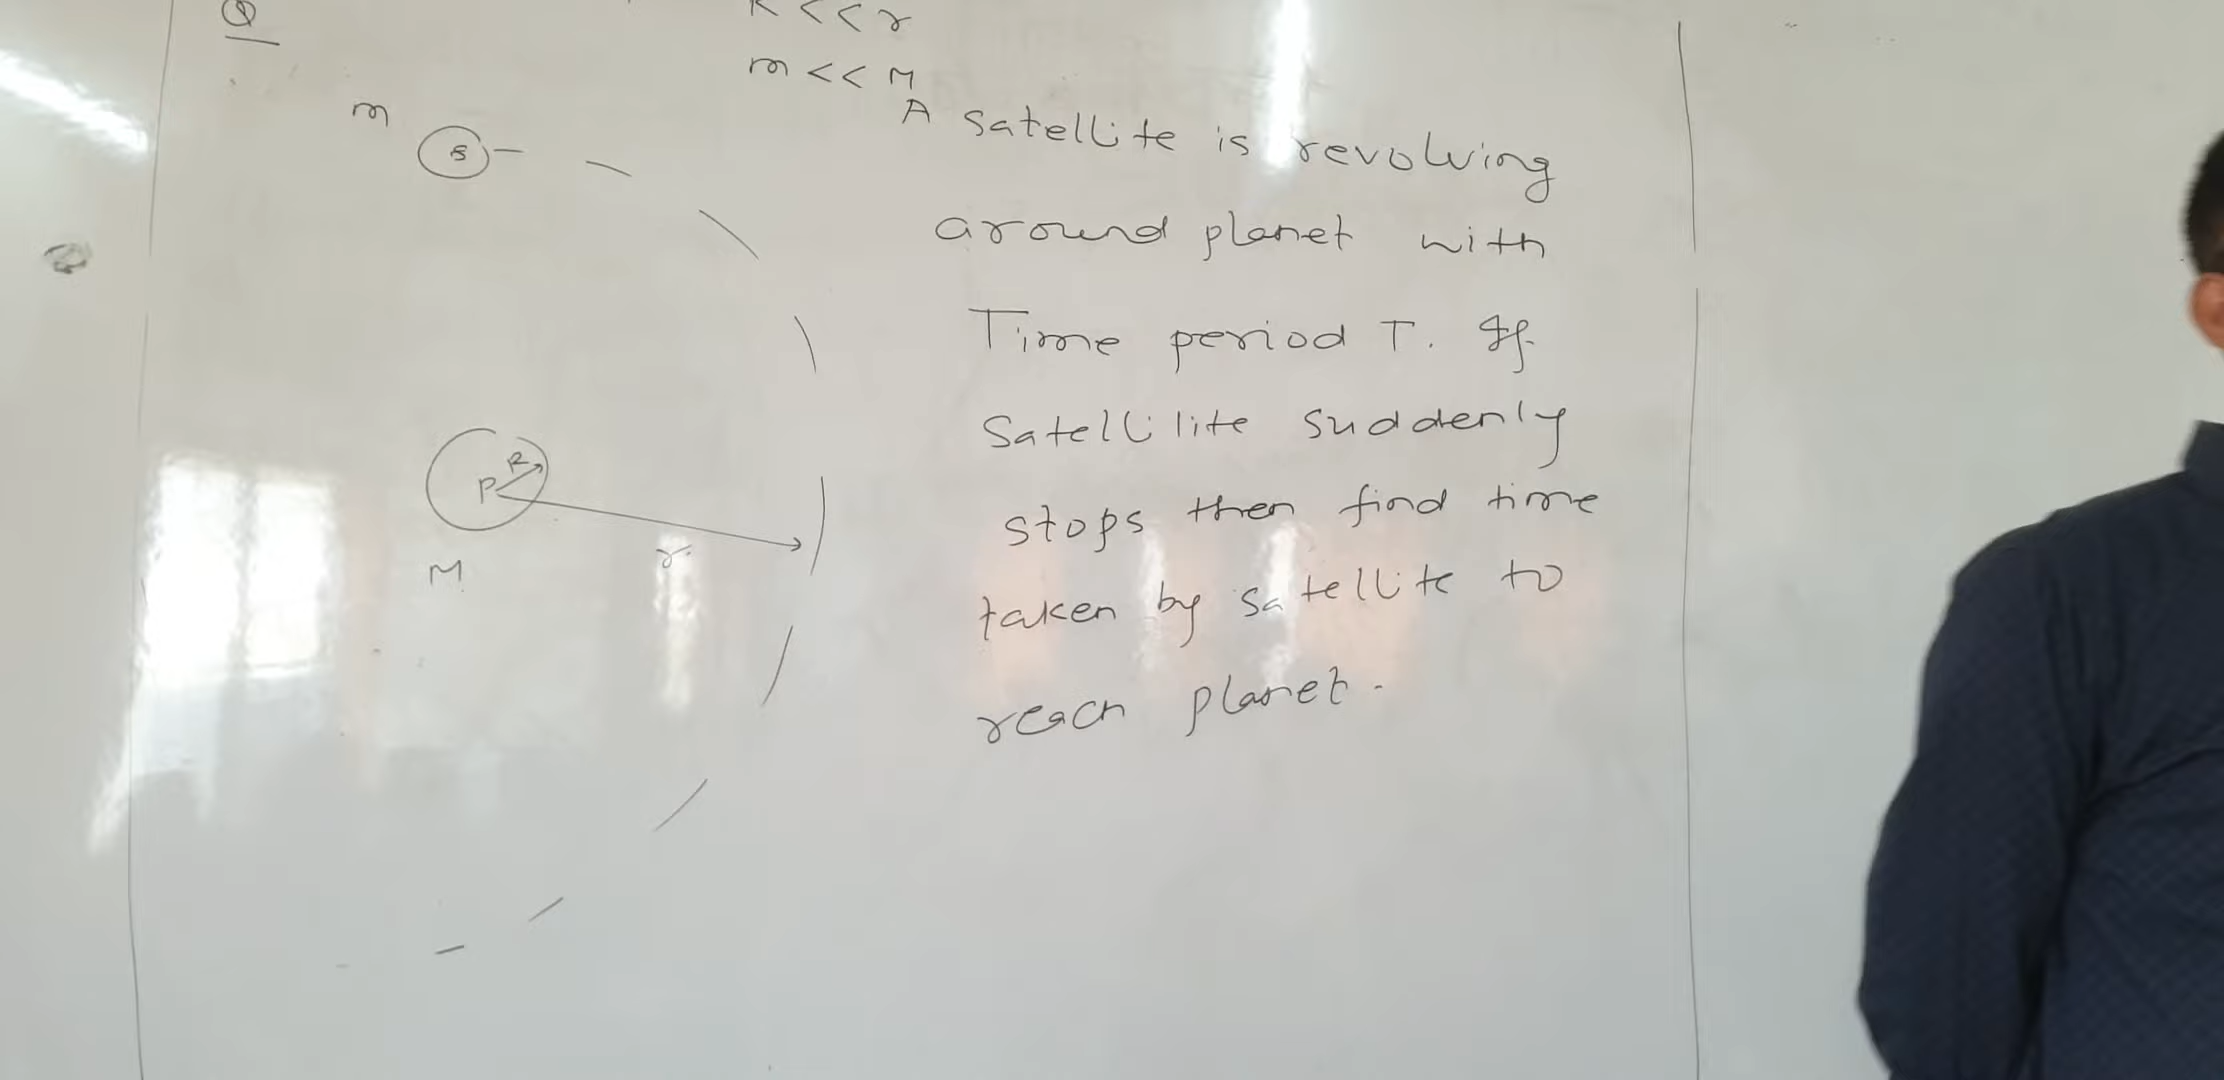 Q
R <<< r
m << M
m
S
A satellite is revolving
around planet with
Time period T. If
Satellilite suddenly
stops then find time
taken by satellite to
reach planet.
R
P
r
M